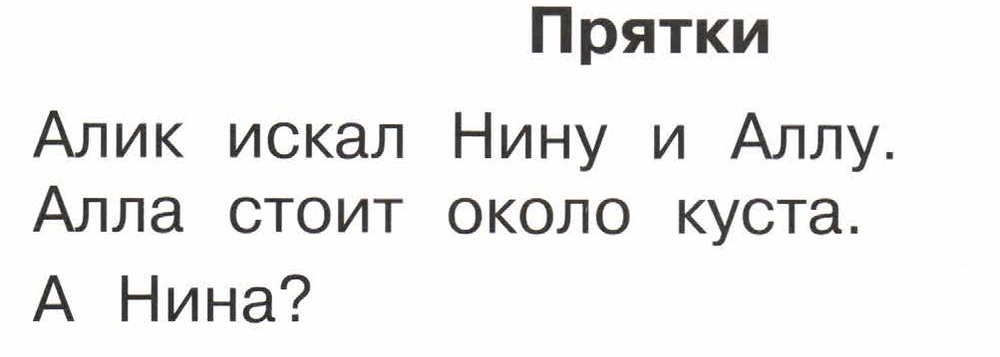 Прятки
Алик искал Нину и Аллу.
Алла стоит около куста.
А Нина?